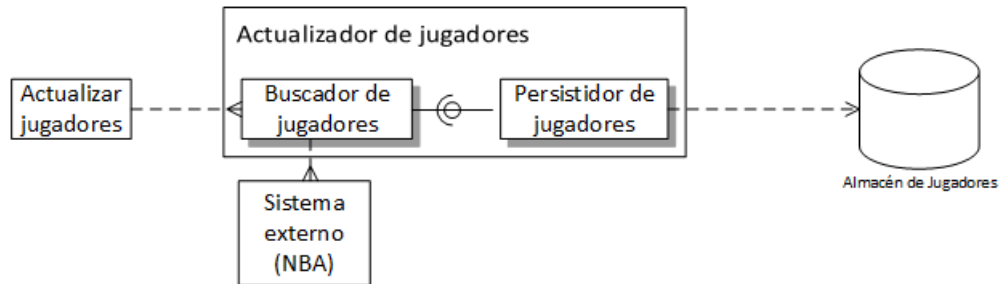 Actualizador de jugadores
Actualizar
jugadores
Buscador de
jugadores
Persistidor de
jugadores
Almacén de Jugadores
Sistema
externo
(NBA)